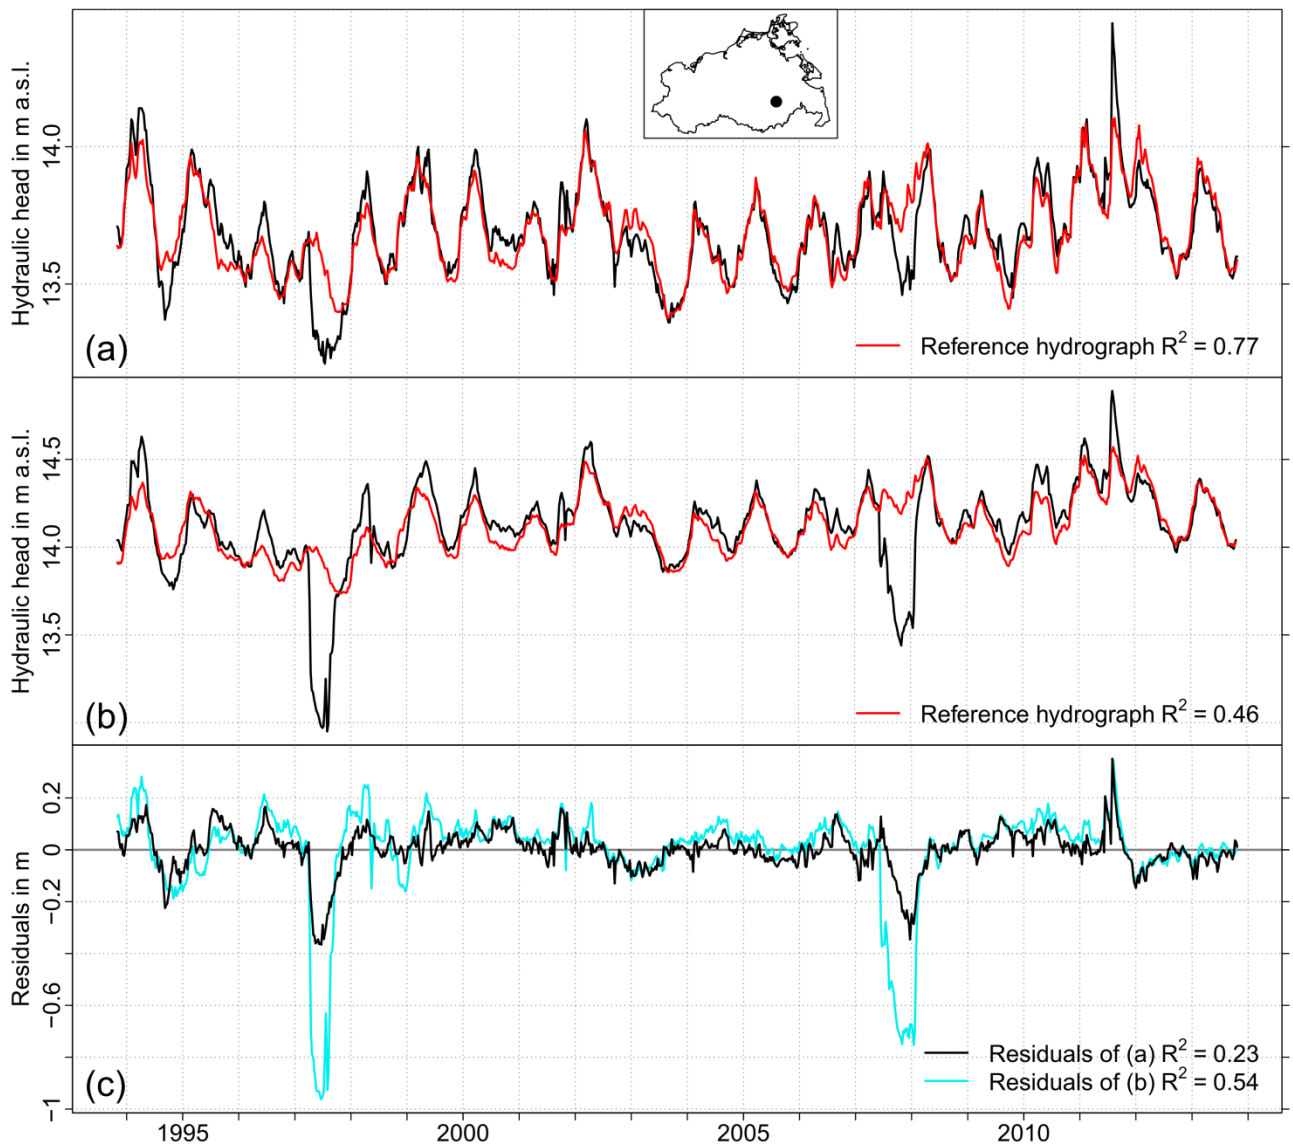 Hydraulic head in m a.s.l.
14.0
13.5
(a)
Reference hydrograph R² = 0.77
Hydraulic head in m a.s.l.
14.5
14.0
13.5
(b)
Reference hydrograph R² = 0.46
Residuals in m
0.2
0
−0.2
−0.6
−1
(c)
Residuals of (a) R² = 0.23
Residuals of (b) R² = 0.54
1995 2000 2005 2010